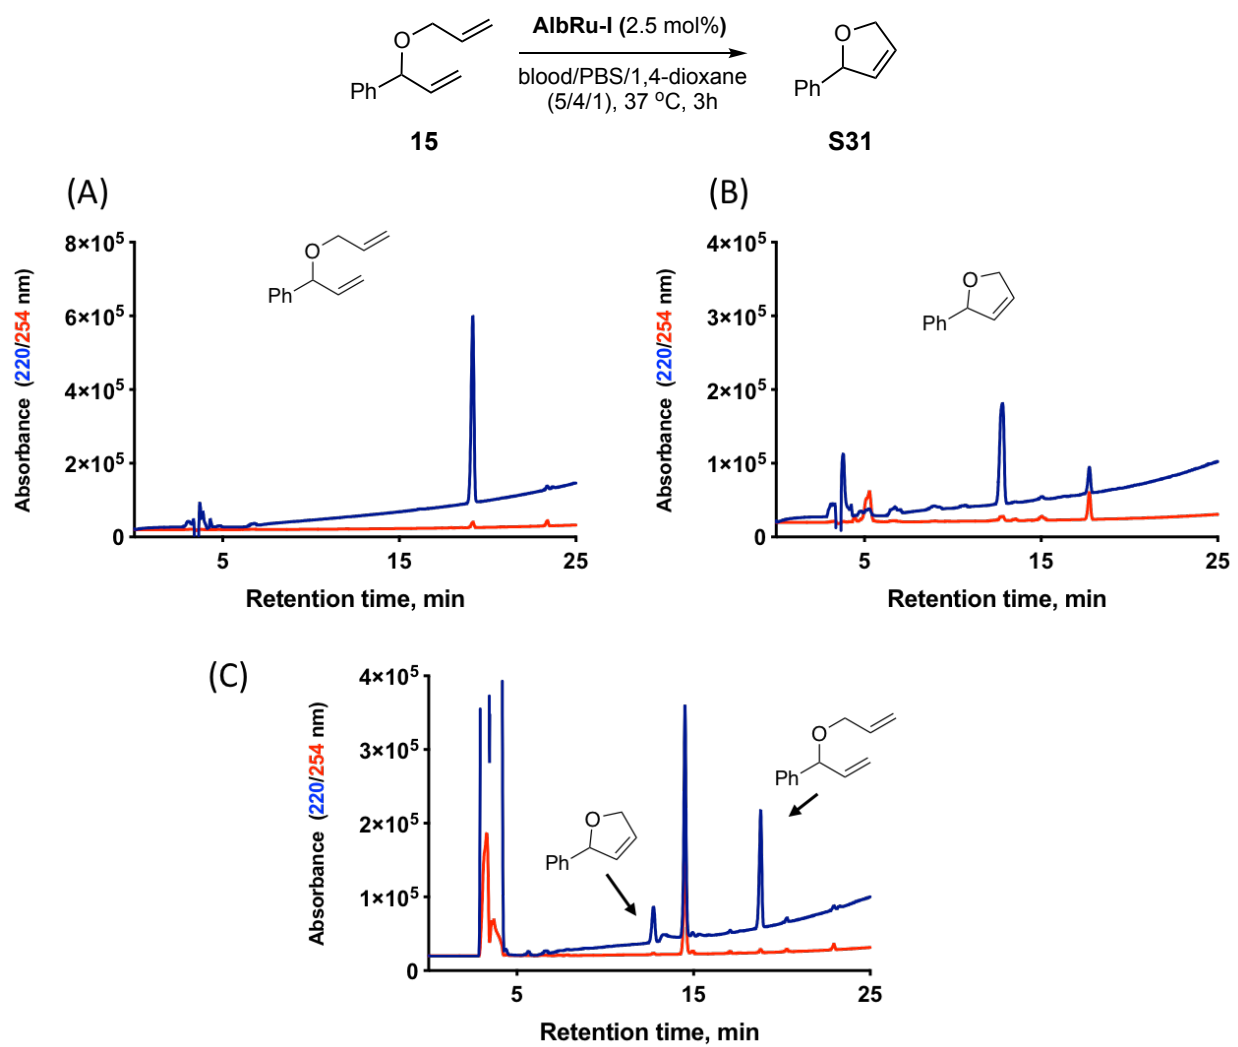 O
Ph
15
AlbRu-I (2.5 mol%)
blood/PBS/1,4-dioxane
(5/4/1), 37 ºC, 3h
O
Ph
S31
(A)
Absorbance (220/254 nm)
8×10⁵
6×10⁵
4×10⁵
2×10⁵
0
O
Ph
5
15
25
Retention time, min
(B)
Absorbance (220/254 nm)
4×10⁵
3×10⁵
2×10⁵
1×10⁵
0
O
Ph
5
15
25
Retention time, min
(C)
Absorbance (220/254 nm)
4×10⁵
3×10⁵
2×10⁵
1×10⁵
0
O
Ph
O
Ph
5
15
25
Retention time, min